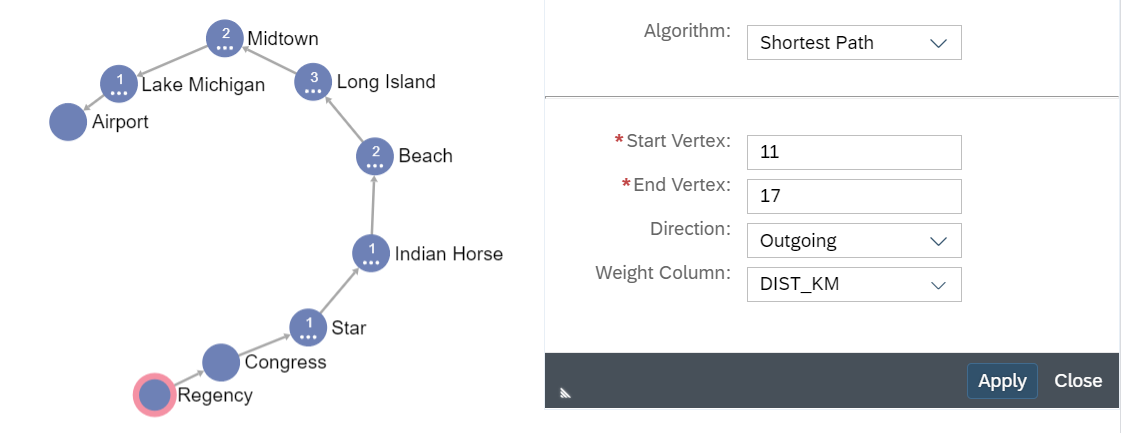 2
...
Midtown
1
...
Lake Michigan
3
...
Long Island
Airport
2
...
Beach
1
...
Indian Horse
1
...
Star
Congress
Regency
Algorithm: Shortest Path
* Start Vertex: 11
* End Vertex: 17
Direction: Outgoing
Weight Column: DIST_KM
Apply Close